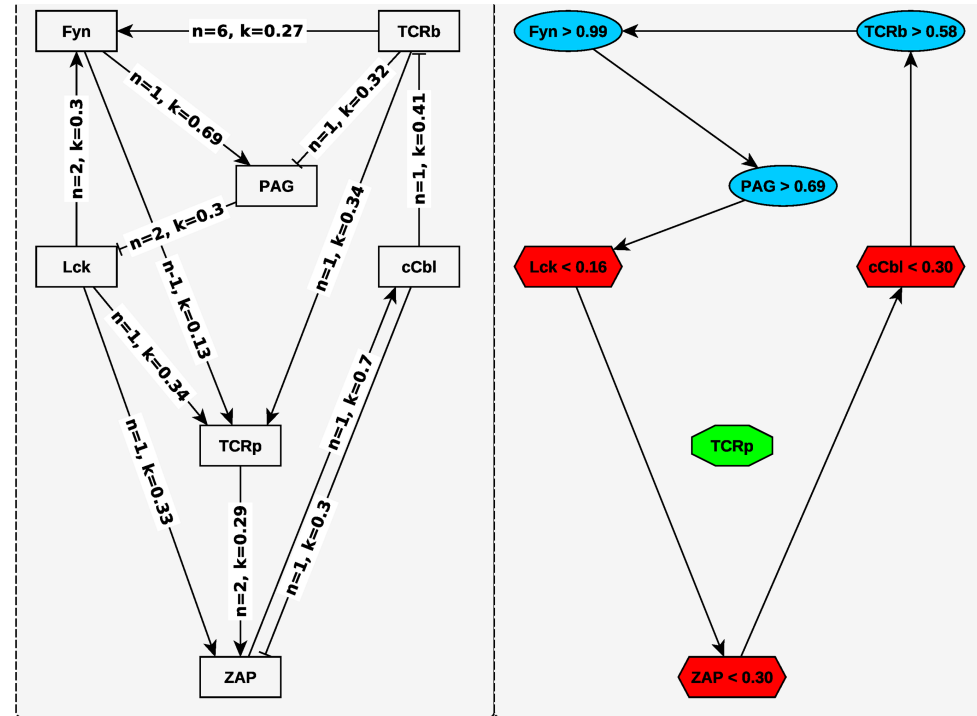 Fyn
n=6, k=0.27
TCRb
n=1, k=0.69
n=1, k=0.32
n=2, k=0.3
n=1, k=0.41
PAG
n=2, k=0.3
n=1, k=0.34
Lck
cCbl
n-1, k=0.13
n=1, k=0.34
n=1, k=0.7
TCRp
n=1, k=0.33
n=2, k=0.29
n=1, k=0.3
ZAP
Fyn > 0.99
TCRb > 0.58
PAG > 0.69
Lck < 0.16
cCbl < 0.30
TCRp
ZAP < 0.30